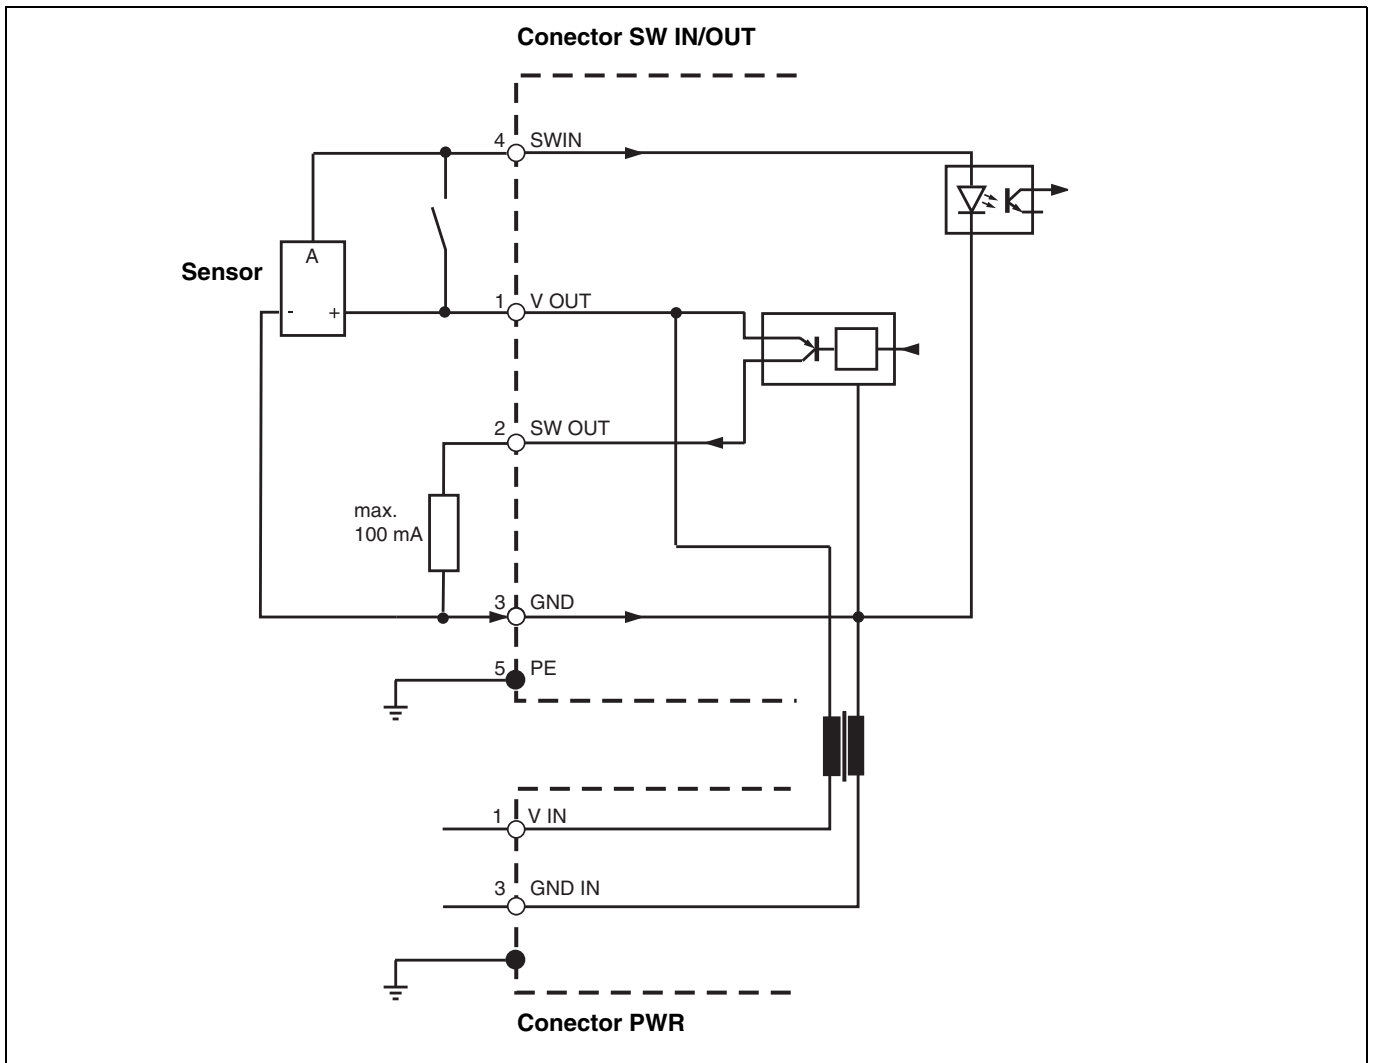 Conector SW IN/OUT
4 SWIN
A
Sensor
- +
1 V OUT
2 SW OUT
max.
100 mA
3 GND
5 PE
1 V IN
3 GND IN
Conector PWR